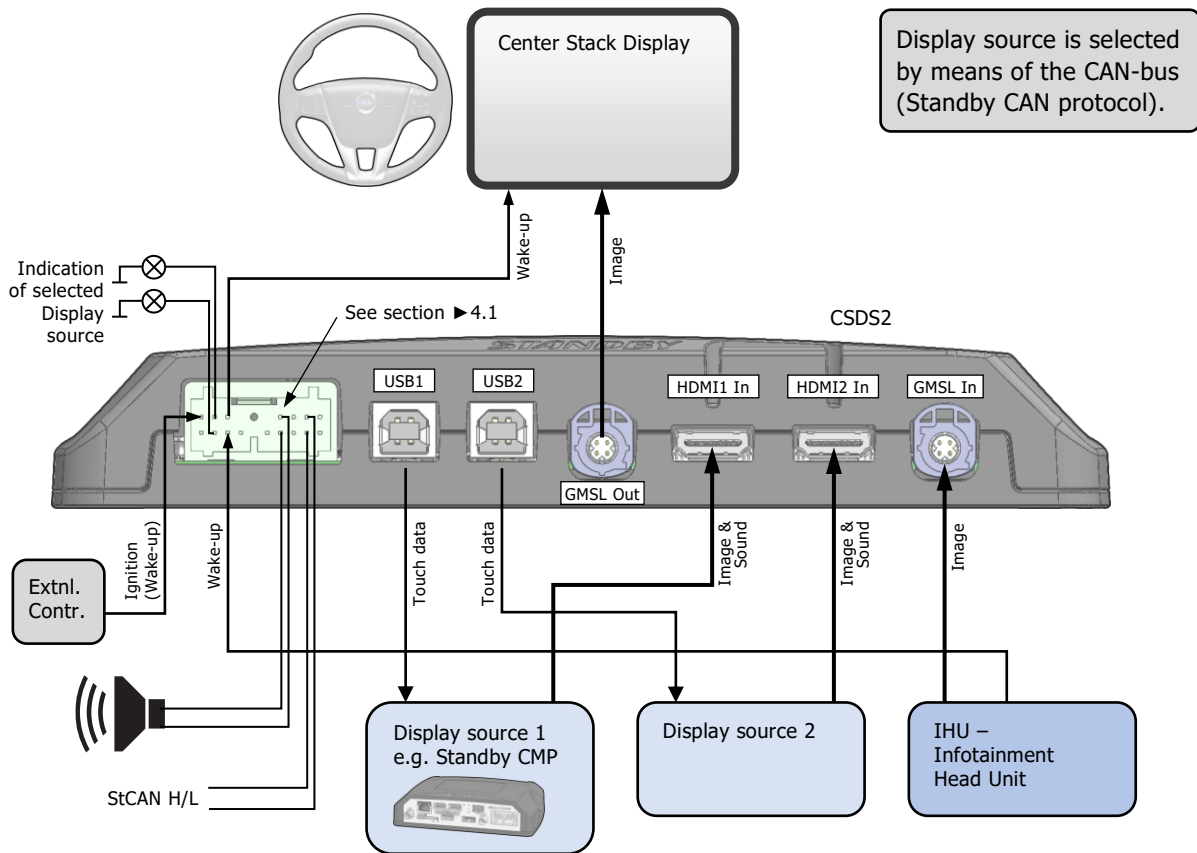 Center Stack Display
Display source is selected
by means of the CAN-bus
(Standby CAN protocol).
Wake-up
Image
Indication
of selected
Display
source
See section ►4.1
CSDS2
STANDBY
USB1
USB2
HDMI1 In
HDMI2 In
GMSL In
GMSL Out
Extnl.
Contr.
Ignition
(Wake-up)
Wake-up
Touch data
Touch data
Image &
Sound
Image &
Sound
Image
StCAN H/L
Display source 1
e.g. Standby CMP
Display source 2
IHU –
Infotainment
Head Unit